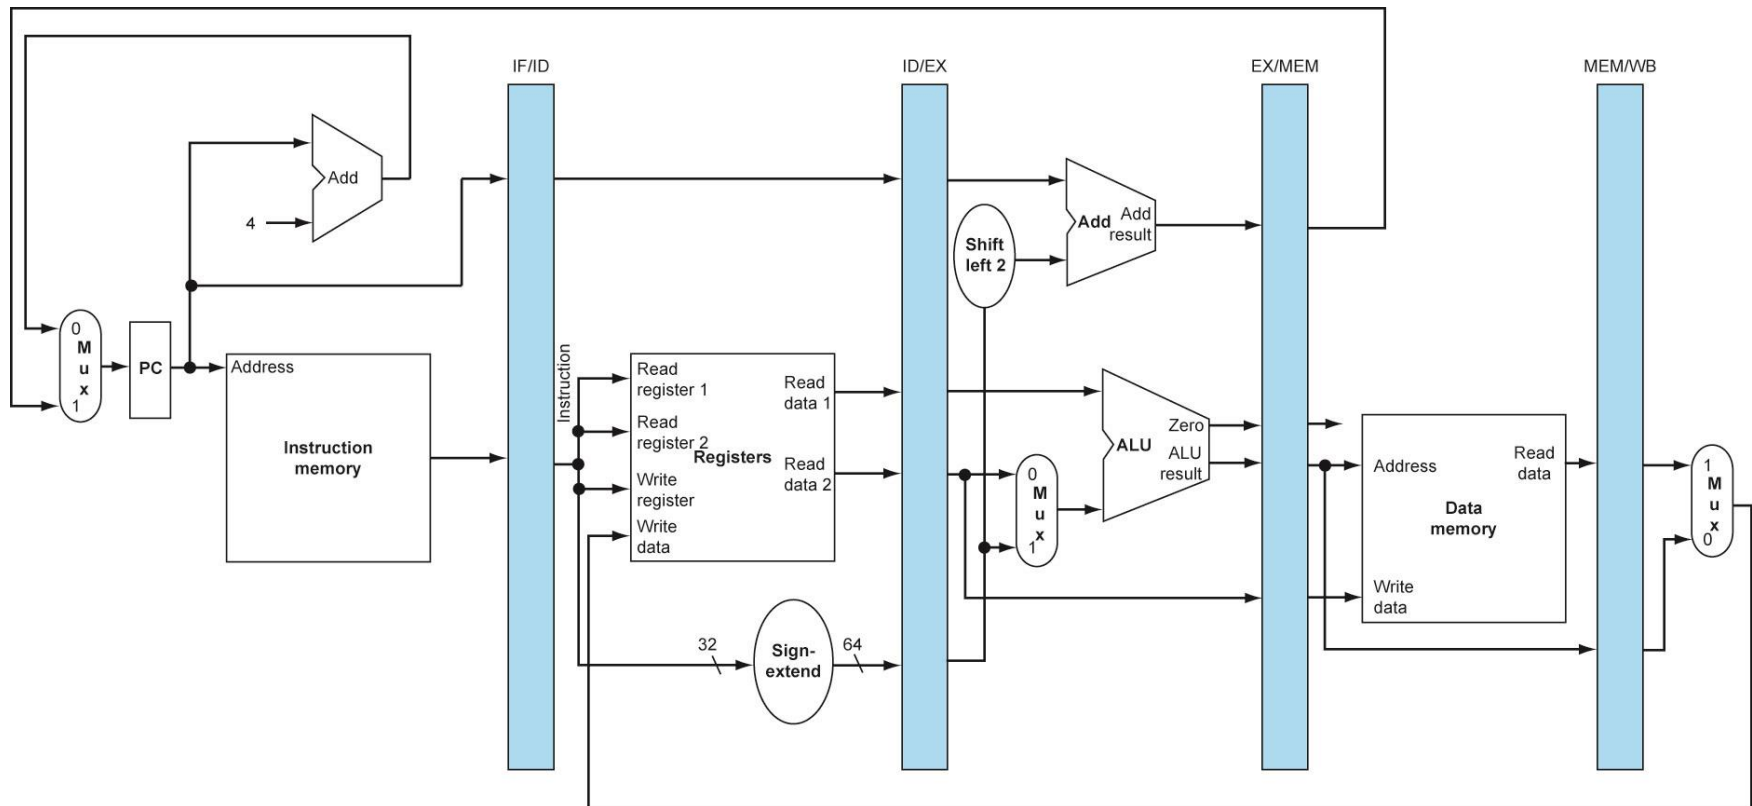 IF/ID
ID/EX
EX/MEM
MEM/WB
Add
4
Add
Add
result
Shift
left 2
0
M
u
x
1
PC
Address
Instruction
memory
Instruction
Read
register 1
Read
register 2
Write
register
Write
data
Registers
Read
data 1
Read
data 2
0
M
u
x
1
ALU
Zero
ALU
result
Address
Read
data
Data
memory
Write
data
1
M
u
x
0
32
Sign-
extend
64